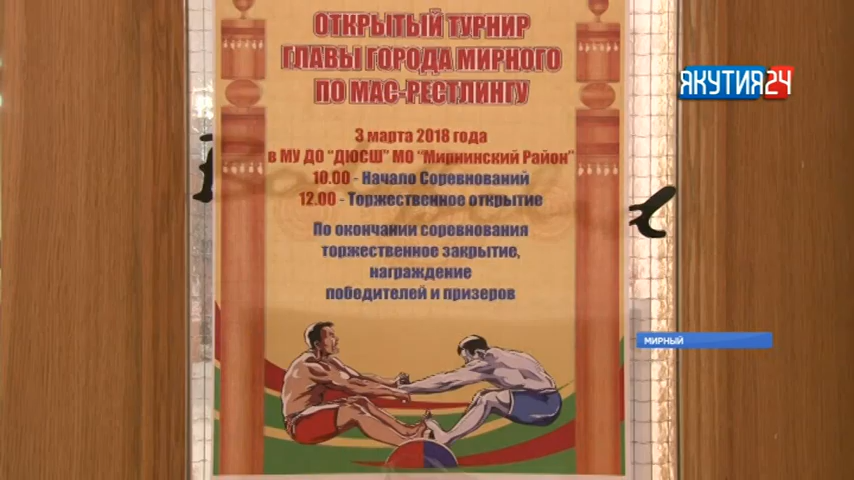 ОТКРЫТЫЙ ТУРНИР
ГЛАВЫ ГОРОДА МИРНОГО
ПО МАС-РЕСТЛИНГУ
ЯКУТИЯ24
3 марта 2018 года
в МУ ДО "ДЮСШ" МО "Мирнинский Район"
10.00 - Начало Соревнований
12.00 - Торжественное открытие
По окончании соревнования
торжественное закрытие,
награждение
победителей и призеров
МИРНЫЙ